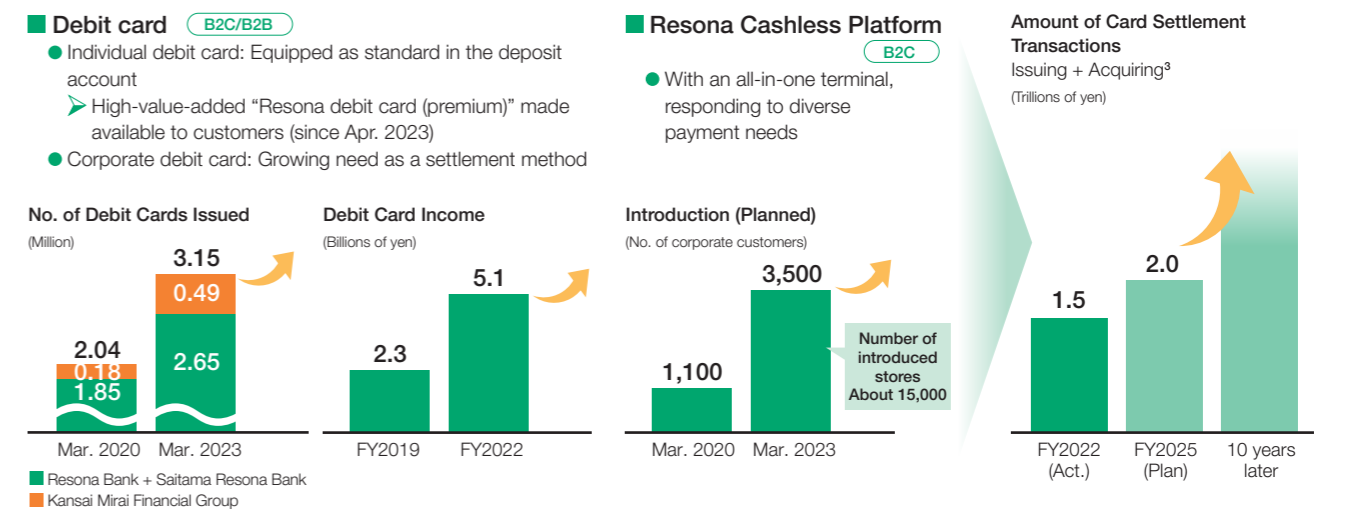 Debit card
B2C/B2B
Individual debit card: Equipped as standard in the deposit
account
High-value-added “Resona debit card (premium)” made
available to customers (since Apr. 2023)
Corporate debit card: Growing need as a settlement method
No. of Debit Cards Issued
(Million)
3.15
0.49
2.65
2.04
0.18
1.85
Mar. 2020
Mar. 2023
Resona Bank + Saitama Resona Bank
Kansai Mirai Financial Group
Debit Card Income
(Billions of yen)
5.1
2.3
FY2019
FY2022
Resona Cashless Platform
B2C
With an all-in-one terminal,
responding to diverse
payment needs
Introduction (Planned)
(No. of corporate customers)
3,500
1,100
Number of
introduced
stores
About 15,000
Mar. 2020
Mar. 2023
Amount of Card Settlement
Transactions
Issuing + Acquiring³
(Trillions of yen)
1.5
2.0
FY2022
(Act.)
FY2025
(Plan)
10 years
later